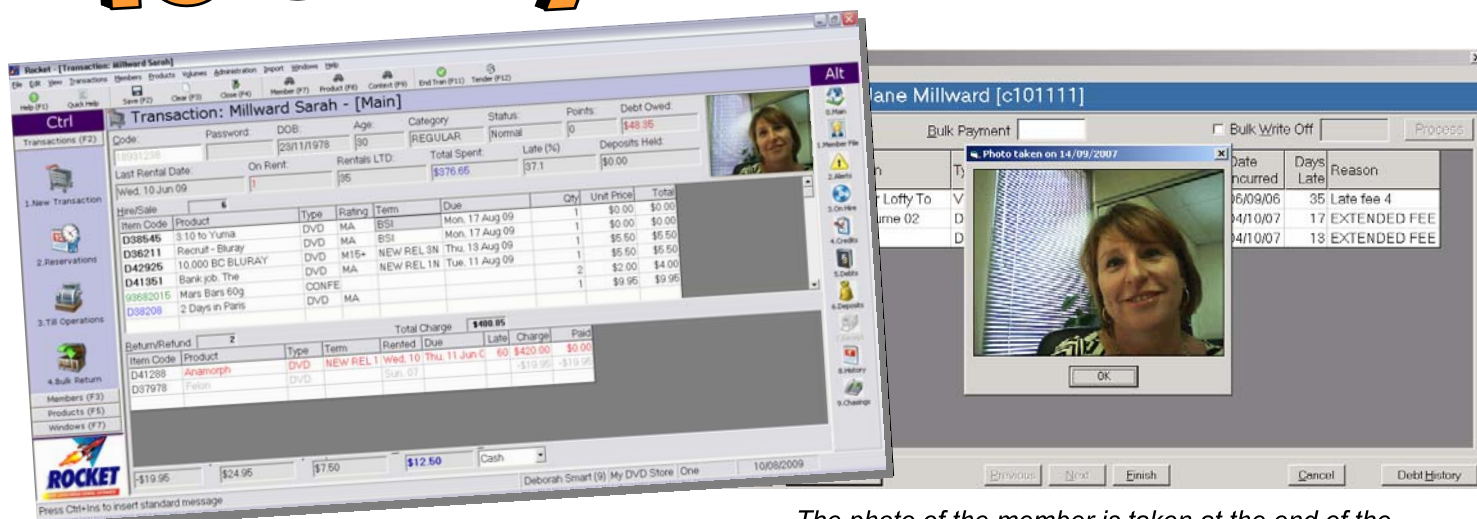 Rocket - [Transaction: Millward Sarah]
File Edit View Transactions Members Products Volumes Administration Import Windows Help
Help (F1) Quick Help Save (F2) Clear (F3) Close (F4) Member (F7) Product (F8) Context (F9) End Tran (F11) Tender (F12)
Ctrl
Transactions (F2)
1.New Transaction
2.Reservations
3.Till Operations
4.Bulk Return
Members (F3)
Products (F5)
Windows (F7)
ROCKET
Transaction: Millward Sarah - [Main]
Code: Password: DOB: Age: Category Status: Points: Debt Owed:
18931238 23/11/1978 30 REGULAR Normal 0 $48.35
Last Rental Date: On Rent: Rentals LTD: Total Spent: Late (%) Deposits Held:
Wed. 10 Jun 09 1 35 $376.65 37.1 $0.00
Hire/Sale 6
Item Code Product Type Rating Term Due Qty Unit Price Total
D38545 3:10 to Yuma DVD MA BSI Mon. 17 Aug 09 1 $0.00 $0.00
D36211 Recruit - Bluray DVD MA BSI Mon. 17 Aug 09 1 $0.00 $0.00
D42925 10,000 BC BLURAY DVD M15+ NEW REL 3N Thu. 13 Aug 09 1 $5.50 $5.50
D41351 Bank job. The DVD MA NEW REL 1N Tue. 11 Aug 09 1 $5.50 $5.50
93682015 Mars Bars 60g CONFE 2 $2.00 $4.00
D38208 2 Days in Paris DVD MA 1 $9.95 $9.95
Return/Refund 2 Total Charge $400.05
Item Code Product Type Term Rented Due Late Charge Paid
D41288 Anamorph DVD NEW REL 1 Wed. 10 Thu. 11 Jun 0 60 $420.00 $0.00
D37978 Felon DVD Sun. 07 -$19.95 -$19.95
-$19.95 $24.95 $7.50 $12.50 Cash
Deborah Smart (9) My DVD Store One 10/08/2009
Press Ctrl+Ins to insert standard message
Alt
0.Main
1.Member File
2.Alerts
3.On Hire
4.Credits
5.Debts
6.Deposits
8.History
9.Chasings
Jane Millward [c101111]
Bulk Payment Bulk Write Off Process
Date Incurred Days Late Reason
Lofty To V 06/09/06 35 Late fee 4
rne 02 D 04/10/07 17 EXTENDED FEE
D 04/10/07 13 EXTENDED FEE
Photo taken on 14/09/2007
OK
Previous Next Finish Cancel Debt History
The photo of the member is taken at the end of the